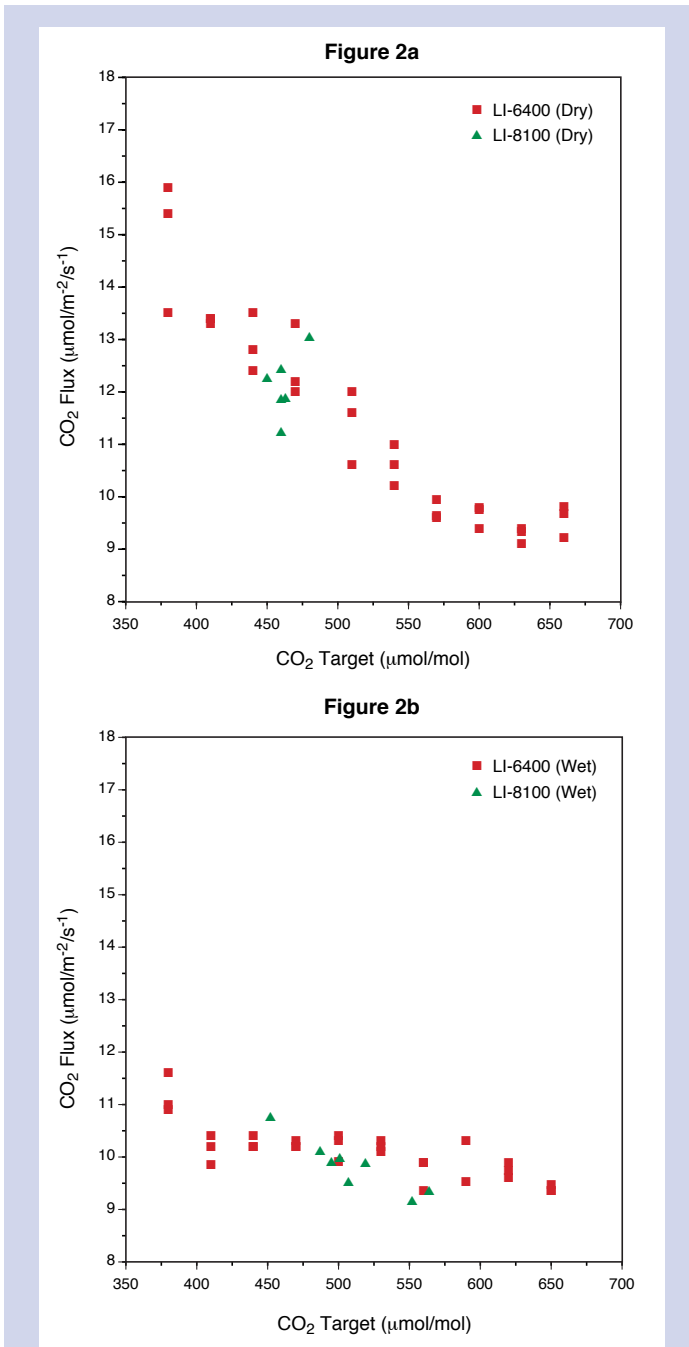 Figure 2a
18
17
16
15
14
13
12
11
10
9
8
CO2 Flux (μmol/m-2/s-1)
LI-6400 (Dry)
LI-8100 (Dry)
350 400 450 500 550 600 650 700
CO2 Target (μmol/mol)
Figure 2b
18
17
16
15
14
13
12
11
10
9
8
CO2 Flux (μmol/m-2/s-1)
LI-6400 (Wet)
LI-8100 (Wet)
350 400 450 500 550 600 650 700
CO2 Target (μmol/mol)